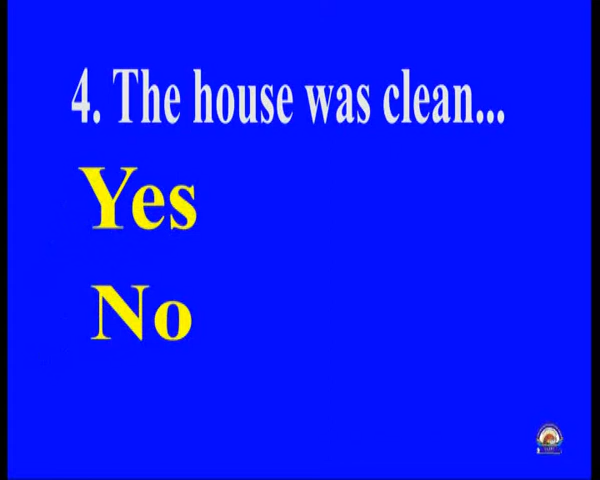 4. The house was clean...
Yes
No